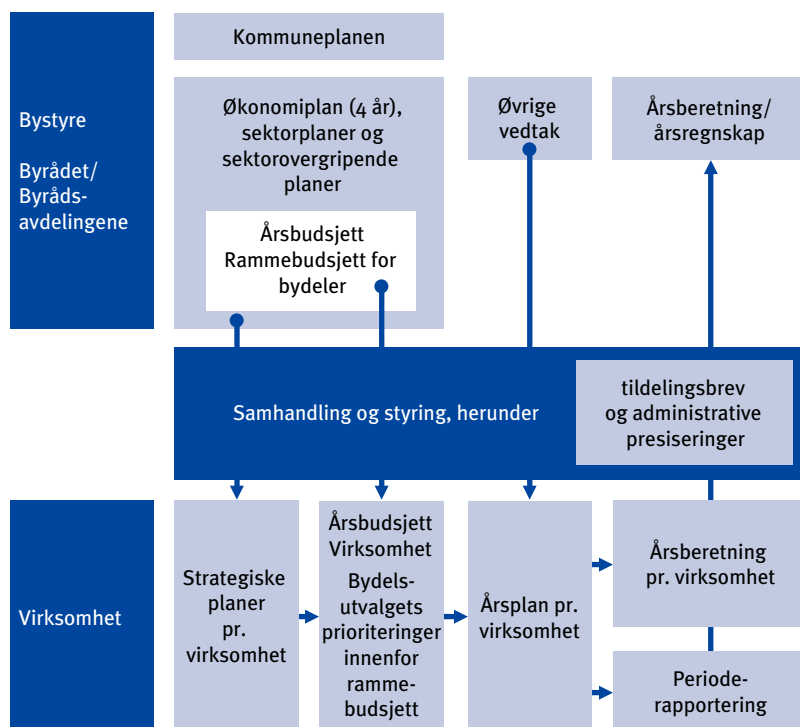 Kommuneplanen
Bystyre
Byrådet/
Byråds-
avdelingene
Økonomiplan (4 år),
sektorplaner og
sektorovergripende
planer
Årsbudsjett
Rammebudsjett for
bydeler
Øvrige
vedtak
Årsberetning/
årsregnskap
Samhandling og styring, herunder
tildelingsbrev
og administrative
presiseringer
Virksomhet
Strategiske
planer
pr.
virksomhet
Årsbudsjett
Virksomhet
Bydels-
utvalgets
prioriteringer
innenfor
ramme-
budsjett
Årsplan pr.
virksomhet
Årsberetning
pr. virksomhet
Periode-
rapportering